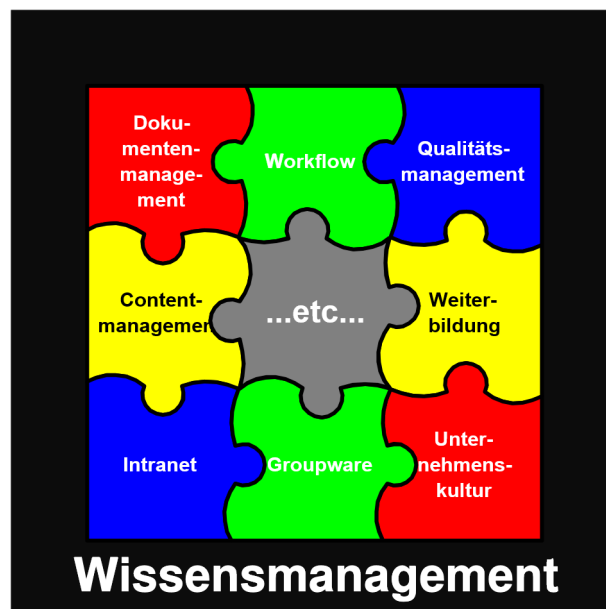 Doku-
menten-
manage-
ment
Workflow
Qualitäts-
management
Content-
managemen
...etc...
Weiter-
bildung
Intranet
Groupware
Unter-
nehmens-
kultur
Wissensmanagement